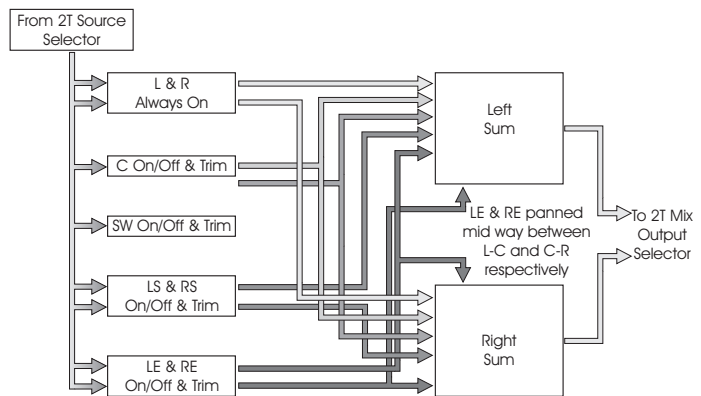 From 2T Source
Selector
L & R
Always On
C On/Off & Trim
SW On/Off & Trim
LS & RS
On/Off & Trim
LE & RE
On/Off & Trim
Left
Sum
LE & RE panned
mid way between
L-C and C-R
respectively
Right
Sum
To 2T Mix
Output
Selector